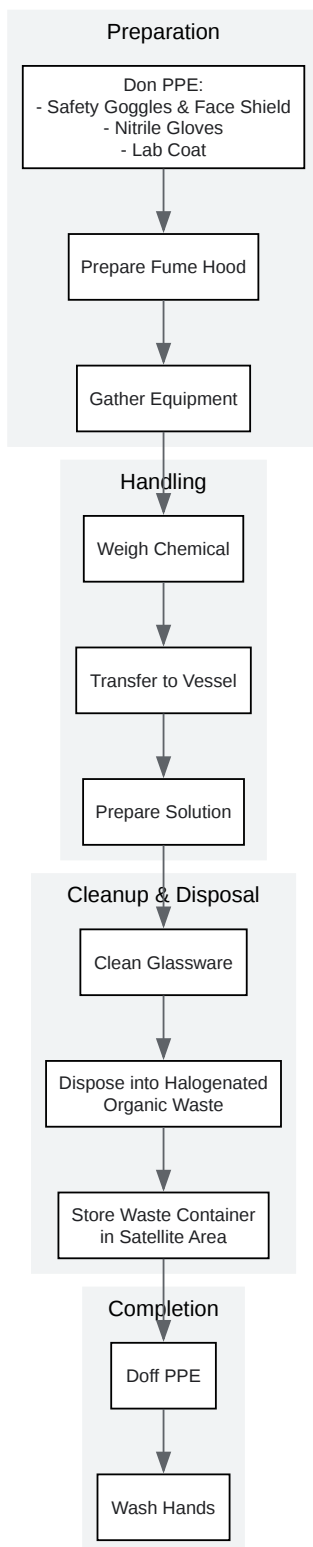 Preparation
Don PPE:
- Safety Goggles & Face Shield
- Nitrile Gloves
- Lab Coat
Prepare Fume Hood
Gather Equipment
Handling
Weigh Chemical
Transfer to Vessel
Prepare Solution
Cleanup & Disposal
Clean Glassware
Dispose into Halogenated
Organic Waste
Store Waste Container
in Satellite Area
Completion
Doff PPE
Wash Hands